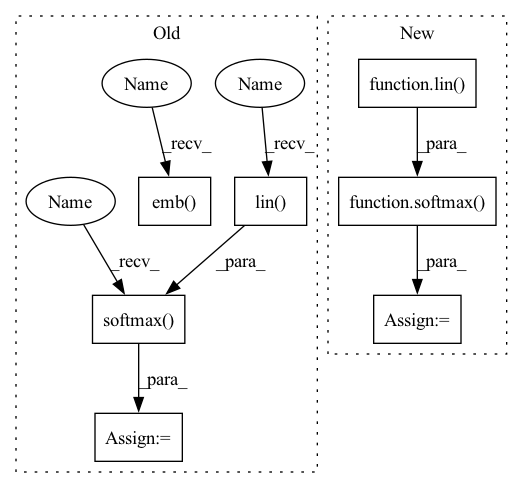 Old
New
Name
Name
function.lin()
_recv_
_recv_
_para_
Name
emb()
lin()
function.softmax()
_recv_
_para_
_para_
softmax()
Assign:=
_para_
Assign:=